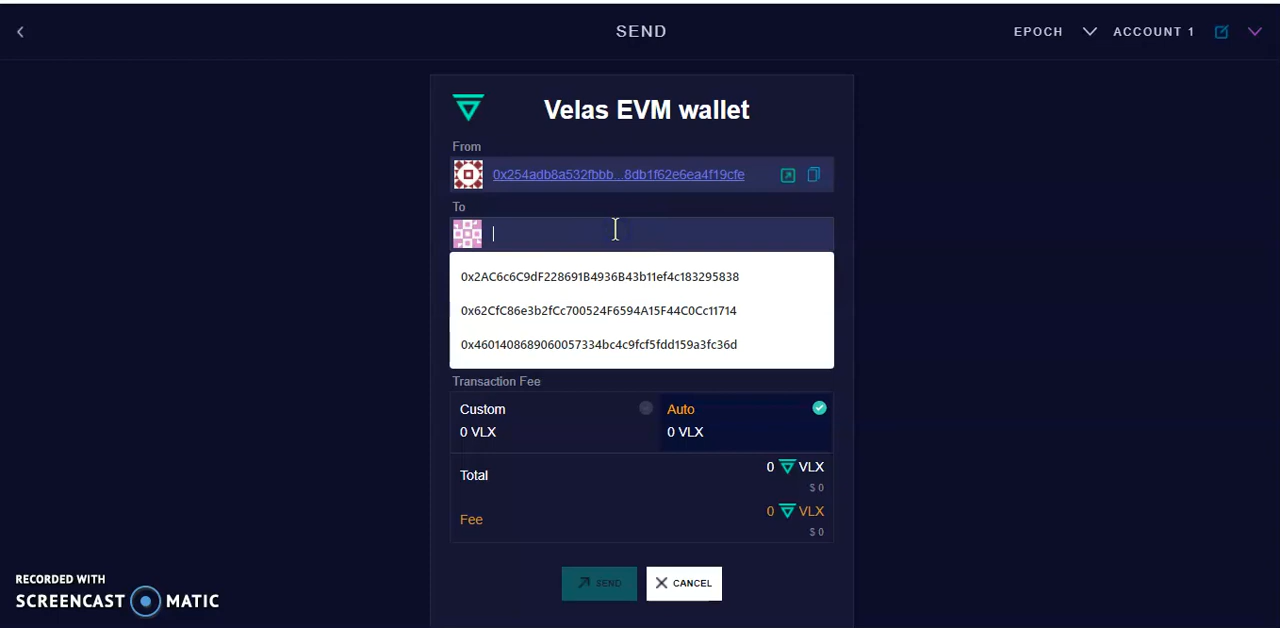 SEND
EPOCH
ACCOUNT 1
Velas EVM wallet
From
0x254adb8a532fbbb...8db1f62e6ea4f19cfe
To
0x2AC6c6C9dF228691B4936B43b11ef4c183295838
0x62CfC86e3b2fCc700524F6594A15F44C0Cc11714
0x4601408689060057334bc4c9fcf5fdd159a3fc36d
Transaction Fee
Custom
Auto
0 VLX
0 VLX
Total
0 VLX
$ 0
Fee
0 VLX
$ 0
SEND
CANCEL
RECORDED WITH
SCREENCAST MATIC